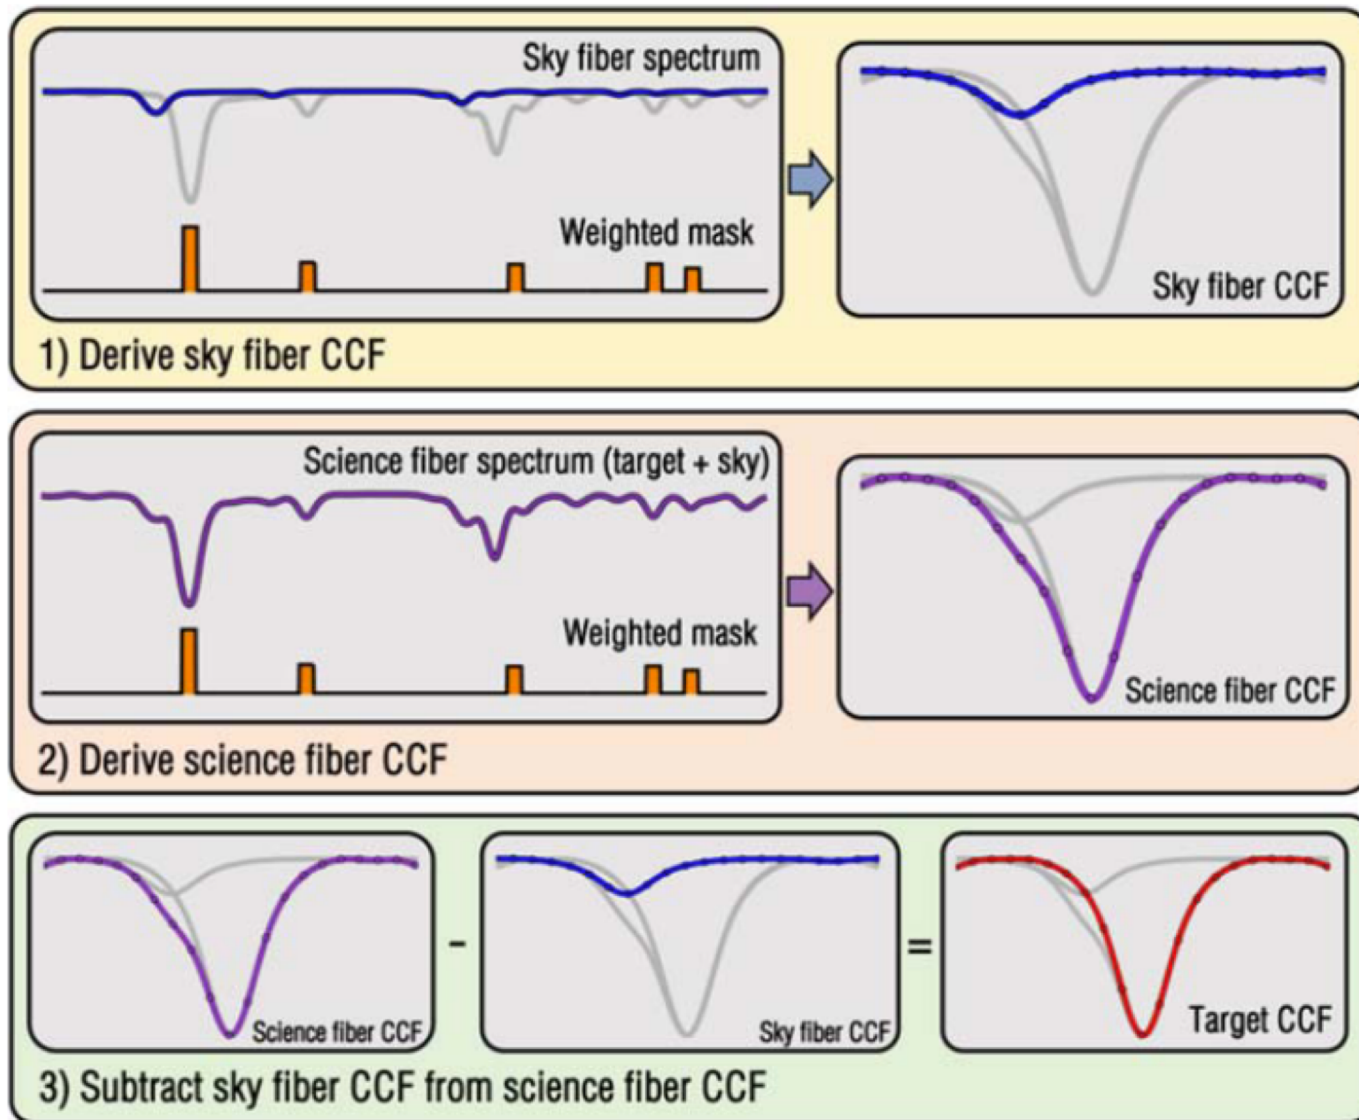 Sky fiber spectrum
Weighted mask
Sky fiber CCF
1) Derive sky fiber CCF
Science fiber spectrum (target + sky)
Weighted mask
Science fiber CCF
2) Derive science fiber CCF
Science fiber CCF
-
Sky fiber CCF
=
Target CCF
3) Subtract sky fiber CCF from science fiber CCF